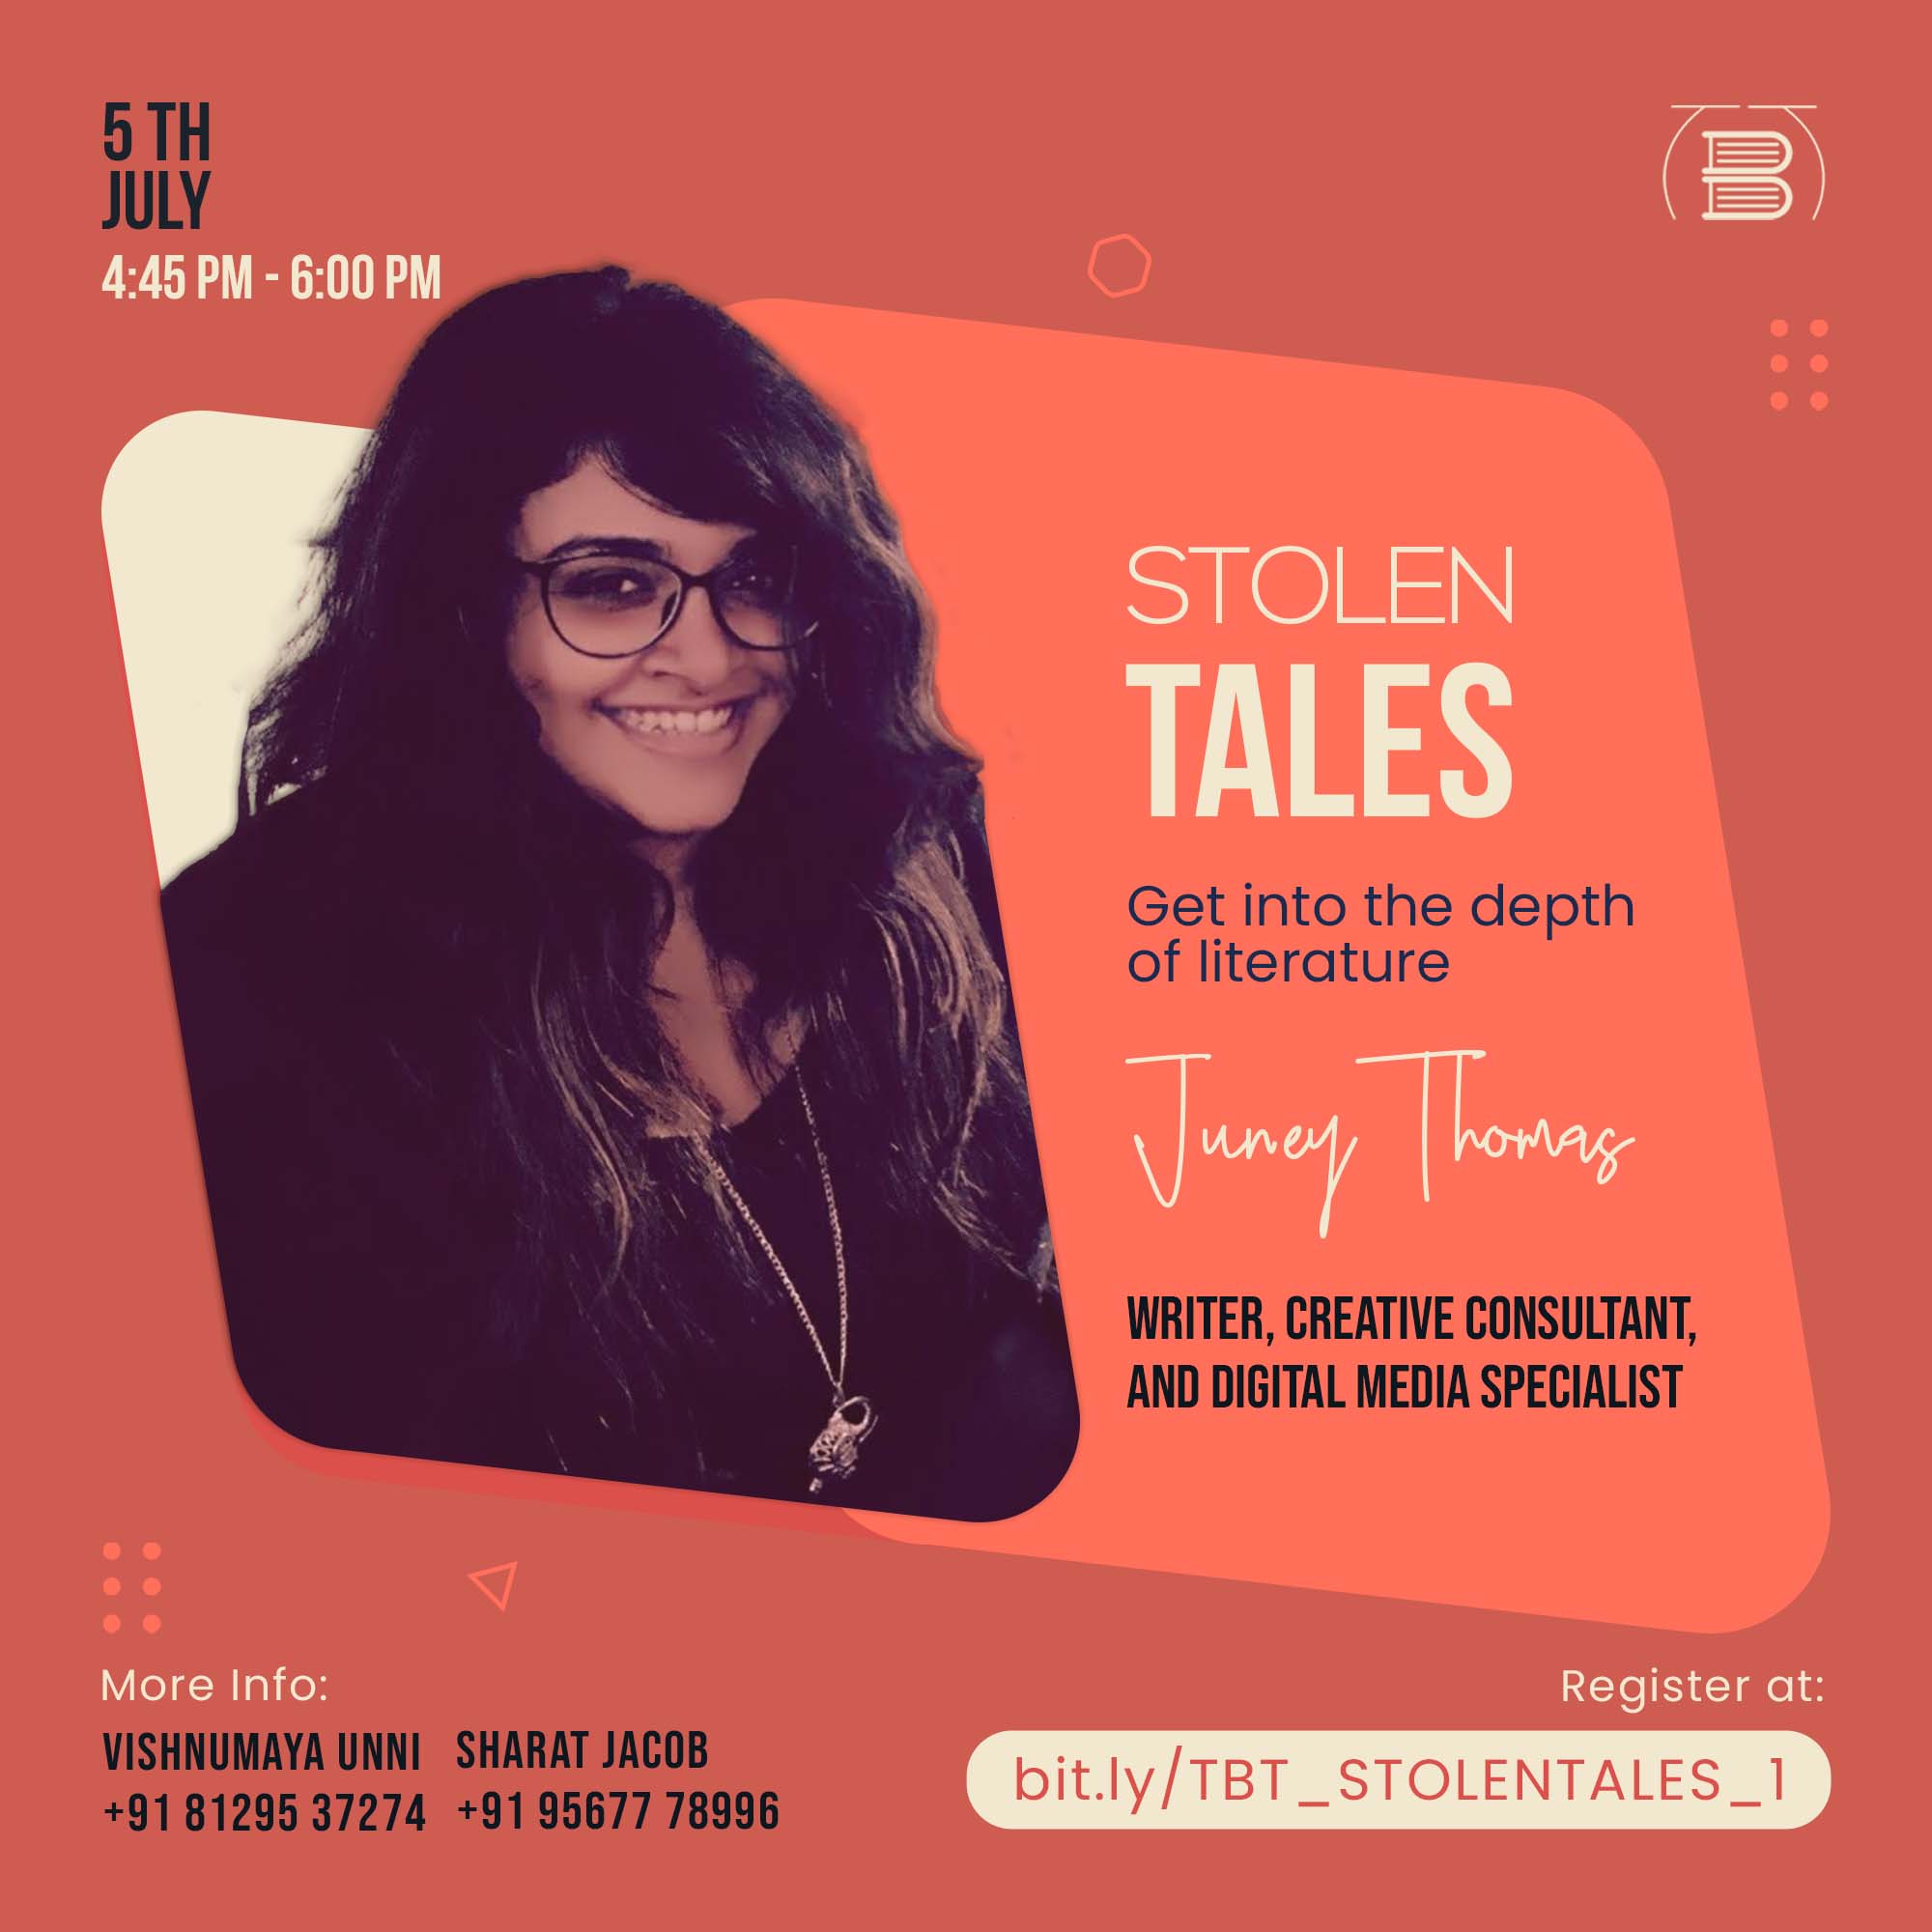 5 TH
JULY
4:45 PM - 6:00 PM
B
STOLEN
TALES
Get into the depth
of literature
Juney Thomas
WRITER, CREATIVE CONSULTANT,
AND DIGITAL MEDIA SPECIALIST
More Info:
VISHNUMAYA UNNI
+91 81295 37274
SHARAT JACOB
+91 95677 78996
Register at:
bit.ly/TBT_STOLENTALES_1